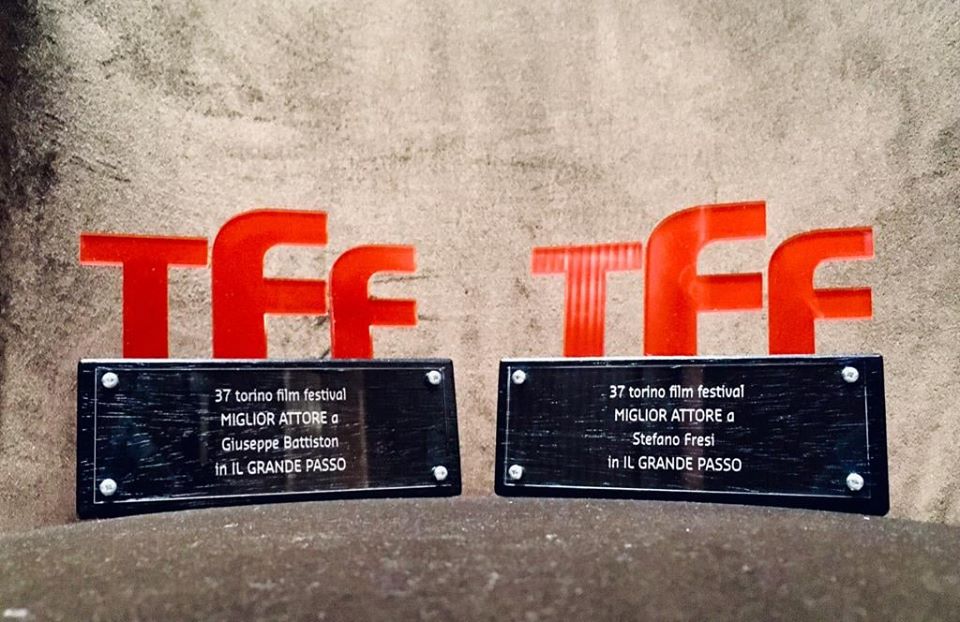 TFF
37 torino film festival
MIGLIOR ATTORE a
Giuseppe Battiston
in IL GRANDE PASSO
TFF
37 torino film festival
MIGLIOR ATTORE a
Stefano Fresi
in IL GRANDE PASSO